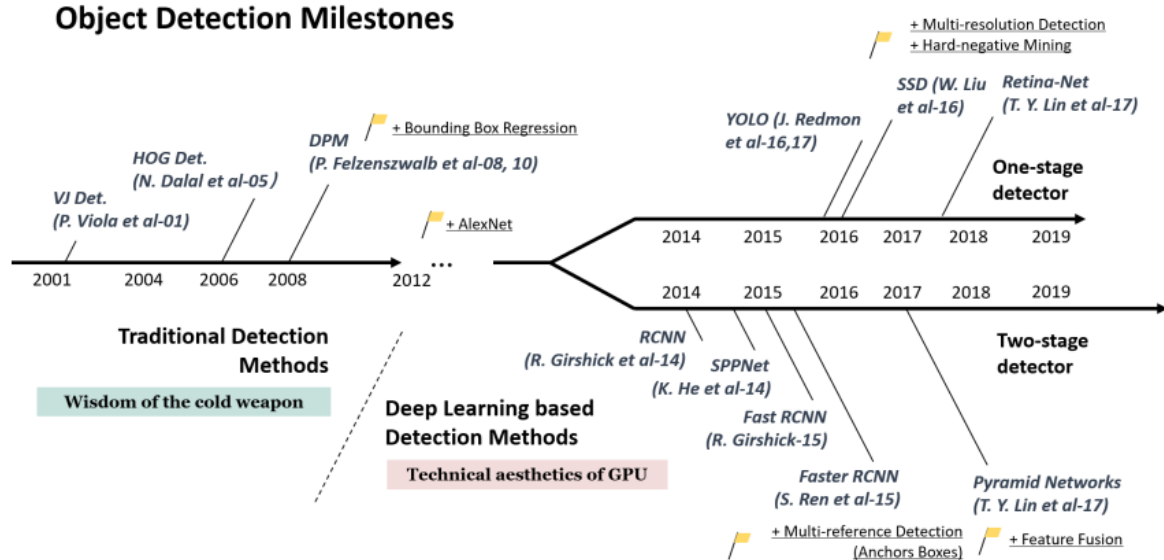 Object Detection Milestones
+ Multi-resolution Detection
+ Hard-negative Mining
SSD (W. Liu
et al-16)
Retina-Net
(T. Y. Lin et al-17)
YOLO (J. Redmon
et al-16,17)
+ Bounding Box Regression
DPM
(P. Felzenszwalb et al-08, 10)
HOG Det.
(N. Dalal et al-05)
VJ Det.
(P. Viola et al-01)
+ AlexNet
One-stage
detector
2014 2015 2016 2017 2018 2019
2001 2004 2006 2008 2012 ...
2014 2015 2016 2017 2018 2019
Two-stage
detector
Traditional Detection
Methods
Wisdom of the cold weapon
Deep Learning based
Detection Methods
Technical aesthetics of GPU
RCNN
(R. Girshick et al-14)
SPPNet
(K. He et al-14)
Fast RCNN
(R. Girshick-15)
Faster RCNN
(S. Ren et al-15)
Pyramid Networks
(T. Y. Lin et al-17)
+ Multi-reference Detection
(Anchors Boxes)
+ Feature Fusion